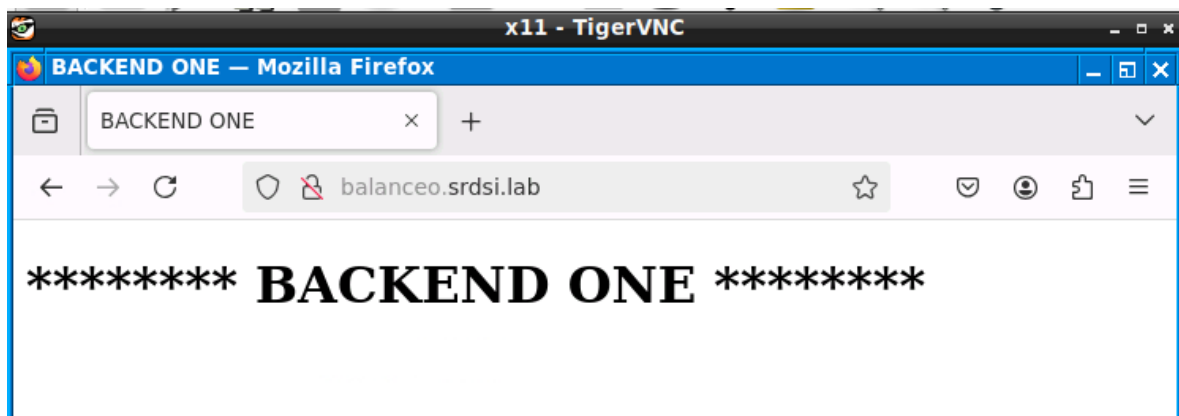 x11 - TigerVNC
BACKEND ONE — Mozilla Firefox
BACKEND ONE
balanceo.srdsi.lab
******** BACKEND ONE ********